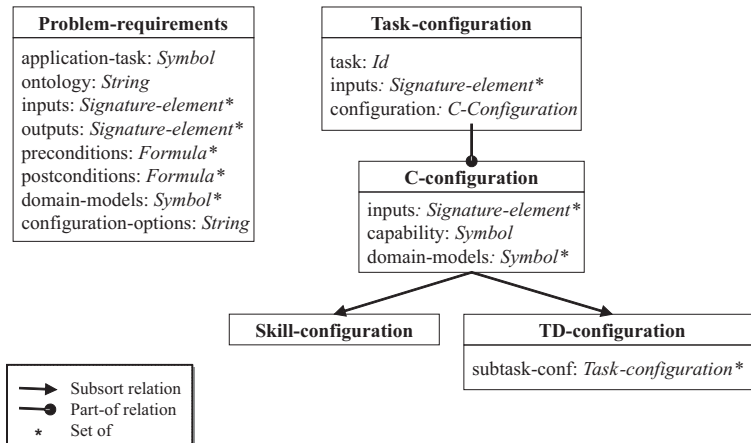 Problem-requirements
application-task: Symbol
ontology: String
inputs: Signature-element*
outputs: Signature-element*
preconditions: Formula*
postconditions: Formula*
domain-models: Symbol*
configuration-options: String
Task-configuration
task: Id
inputs: Signature-element*
configuration: C-Configuration
C-configuration
inputs: Signature-element*
capability: Symbol
domain-models: Symbol*
Skill-configuration
TD-configuration
subtask-conf: Task-configuration*
Subsort relation
Part-of relation
* Set of